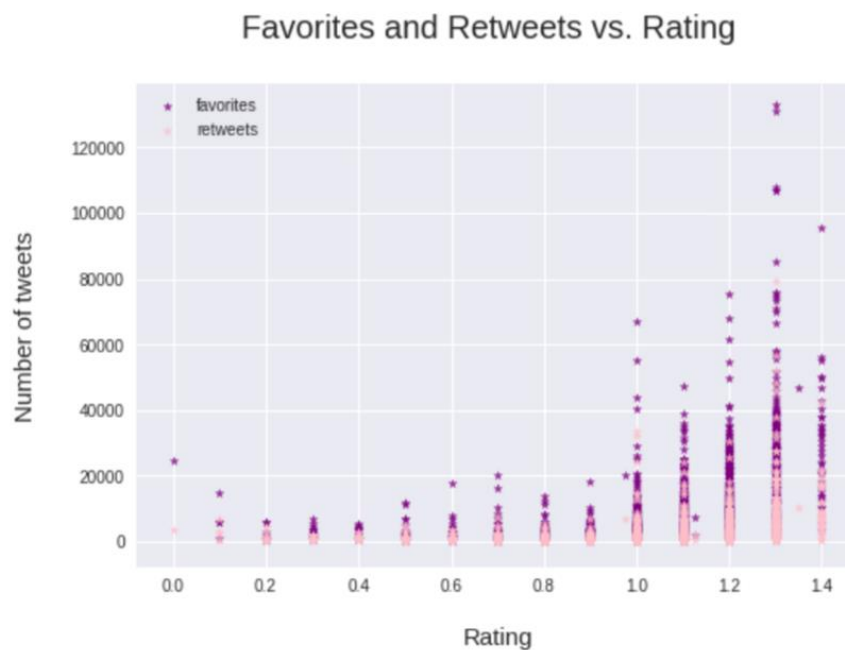 Favorites and Retweets vs. Rating
favorites
retweets
120000
100000
80000
60000
40000
20000
0
Number of tweets
0.0 0.2 0.4 0.6 0.8 1.0 1.2 1.4
Rating